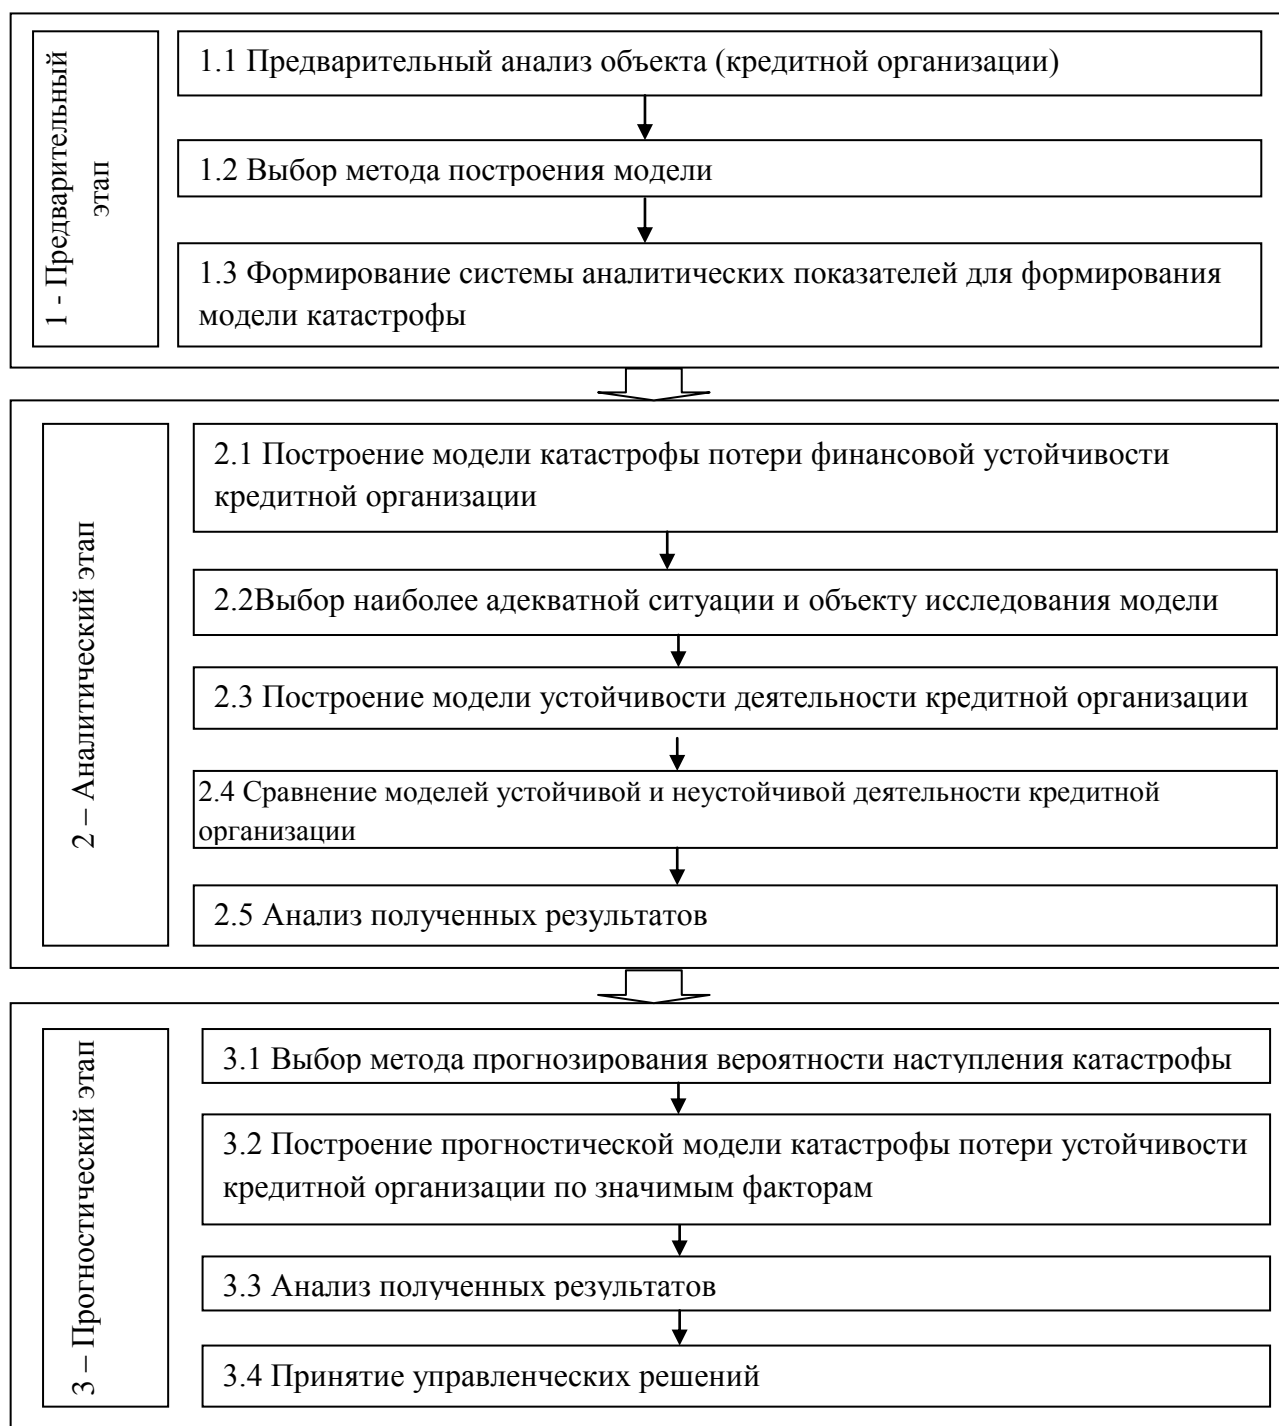 1 - Предварительный
этап
1.1 Предварительный анализ объекта (кредитной организации)
1.2 Выбор метода построения модели
1.3 Формирование системы аналитических показателей для формирования
модели катастрофы
2 – Аналитический этап
2.1 Построение модели катастрофы потери финансовой устойчивости
кредитной организации
2.2Выбор наиболее адекватной ситуации и объекту исследования модели
2.3 Построение модели устойчивости деятельности кредитной организации
2.4 Сравнение моделей устойчивой и неустойчивой деятельности кредитной
организации
2.5 Анализ полученных результатов
3 – Прогностический этап
3.1 Выбор метода прогнозирования вероятности наступления катастрофы
3.2 Построение прогностической модели катастрофы потери устойчивости
кредитной организации по значимым факторам
3.3 Анализ полученных результатов
3.4 Принятие управленческих решений